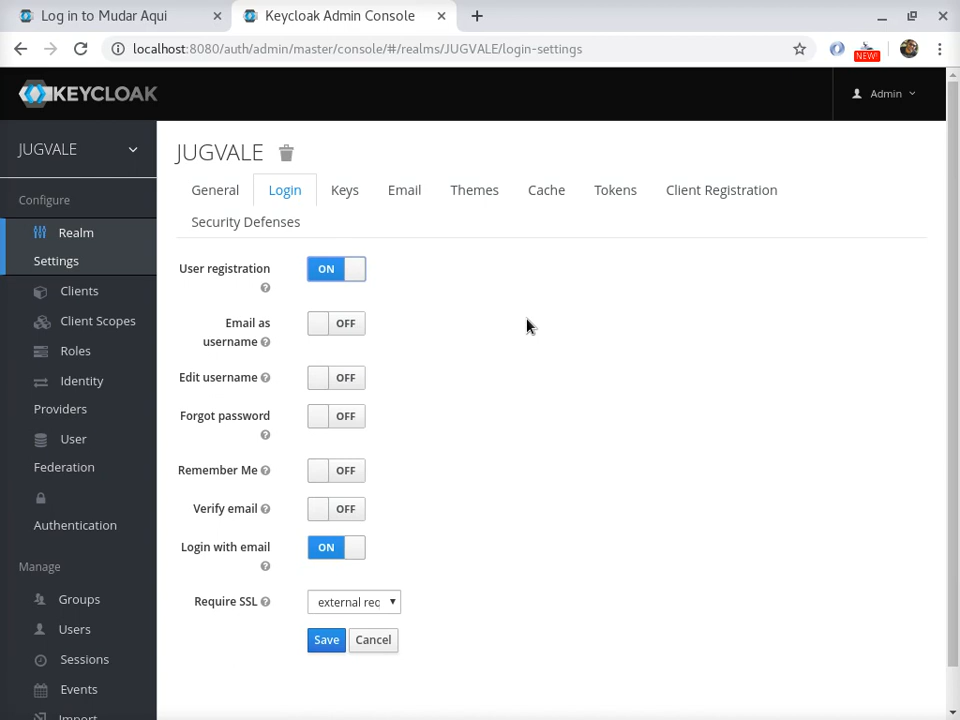 Log in to Mudar Aqui
Keycloak Admin Console
localhost:8080/auth/admin/master/console/#/realms/JUGVALE/login-settings
NEW!
KEYCLOAK
Admin
JUGVALE
Configure
Realm
Settings
Clients
Client Scopes
Roles
Identity
Providers
User
Federation
Authentication
Manage
Groups
Users
Sessions
Events
Import
JUGVALE
General
Login
Keys
Email
Themes
Cache
Tokens
Client Registration
Security Defenses
User registration
ON
Email as
username
OFF
Edit username
OFF
Forgot password
OFF
Remember Me
OFF
Verify email
OFF
Login with email
ON
Require SSL
external req
Save
Cancel